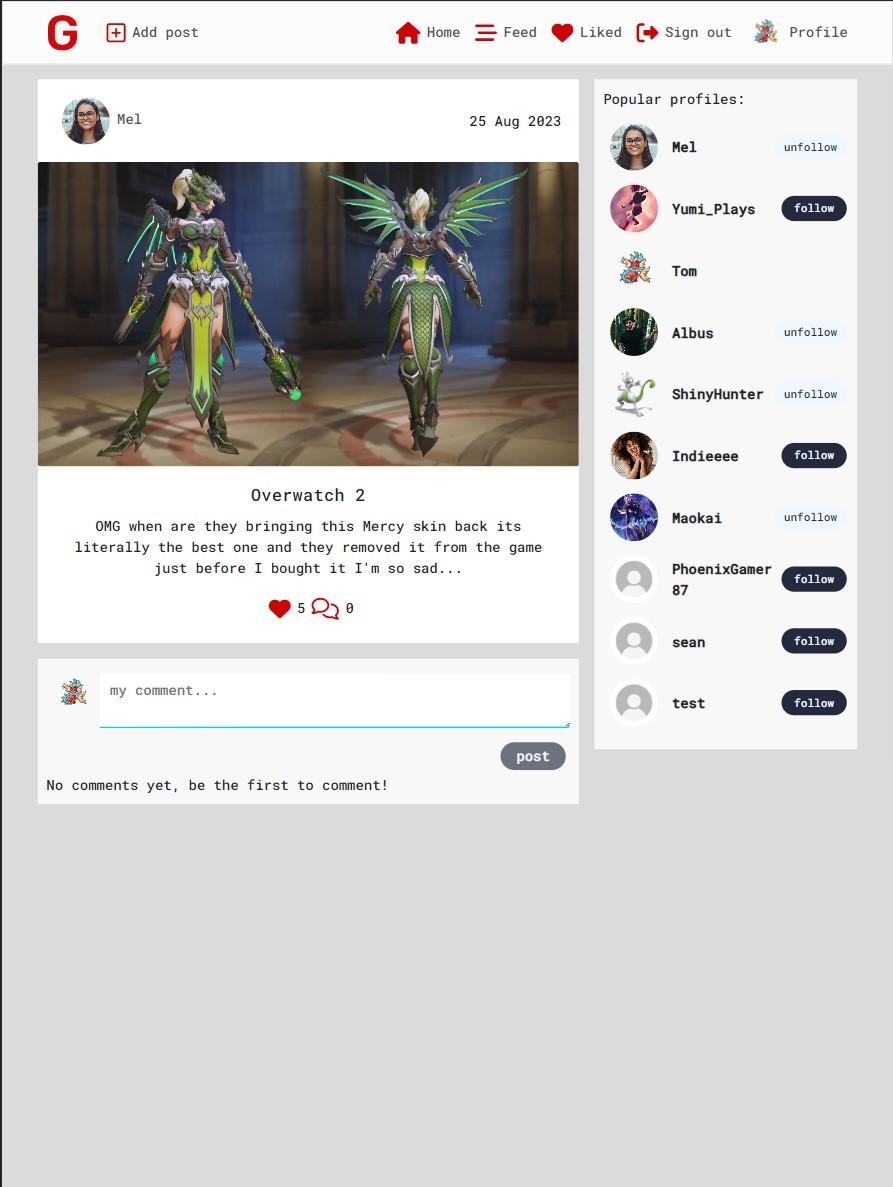 G Add post Home Feed Liked Sign out Profile
Mel
25 Aug 2023
Overwatch 2
OMG when are they bringing this Mercy skin back its
literally the best one and they removed it from the game
just before I bought it I'm so sad...
5 0
my comment...
post
No comments yet, be the first to comment!
Popular profiles:
Mel unfollow
Yumi_Plays follow
Tom
Albus unfollow
ShinyHunter unfollow
Indieeee follow
Maokai unfollow
PhoenixGamer
87 follow
sean follow
test follow